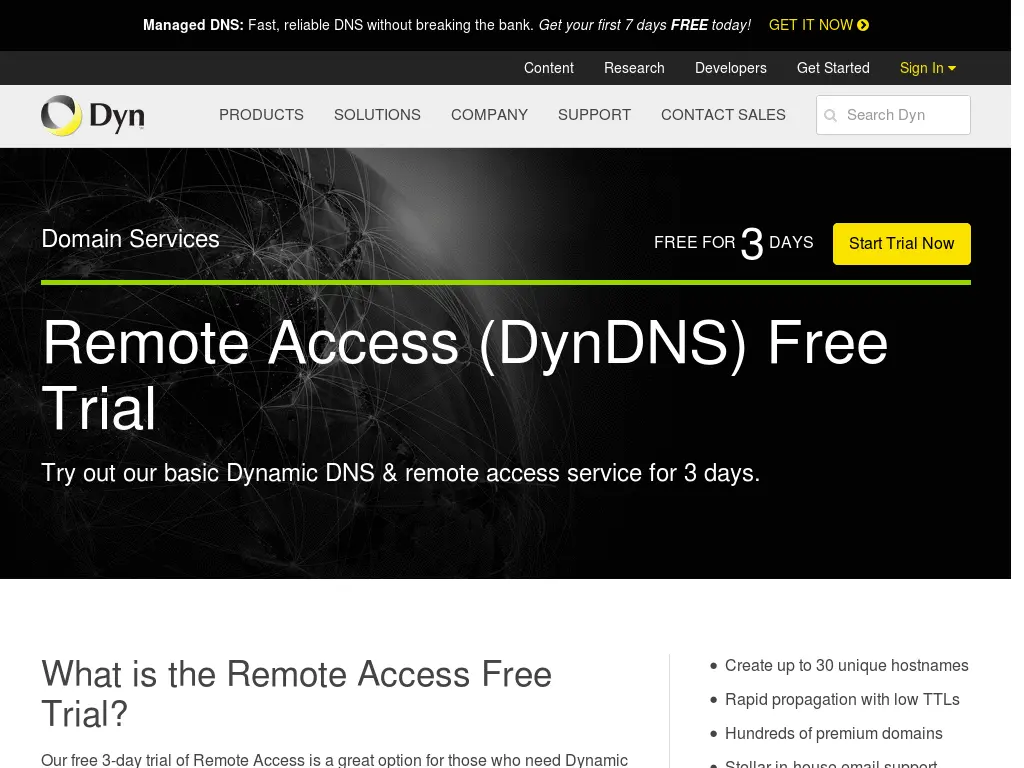 Managed DNS: Fast, reliable DNS without breaking the bank. Get your first 7 days FREE today! GET IT NOW
Content Research Developers Get Started Sign In
Dyn PRODUCTS SOLUTIONS COMPANY SUPPORT CONTACT SALES Search Dyn
Domain Services FREE FOR 3 DAYS Start Trial Now
Remote Access (DynDNS) Free
Trial
Try out our basic Dynamic DNS & remote access service for 3 days.
What is the Remote Access Free
Trial?
Our free 3-day trial of Remote Access is a great option for those who need Dynamic
Create up to 30 unique hostnames
Rapid propagation with low TTLs
Hundreds of premium domains
Stellar in-house email support